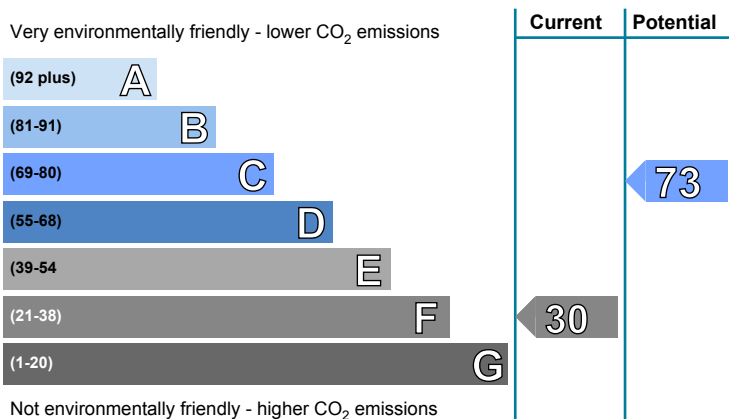 Current Potential
Very environmentally friendly - lower CO₂ emissions
(92 plus) A
(81-91) B
(69-80) C
73
(55-68) D
(39-54 E
(21-38) F
30
(1-20) G
Not environmentally friendly - higher CO₂ emissions